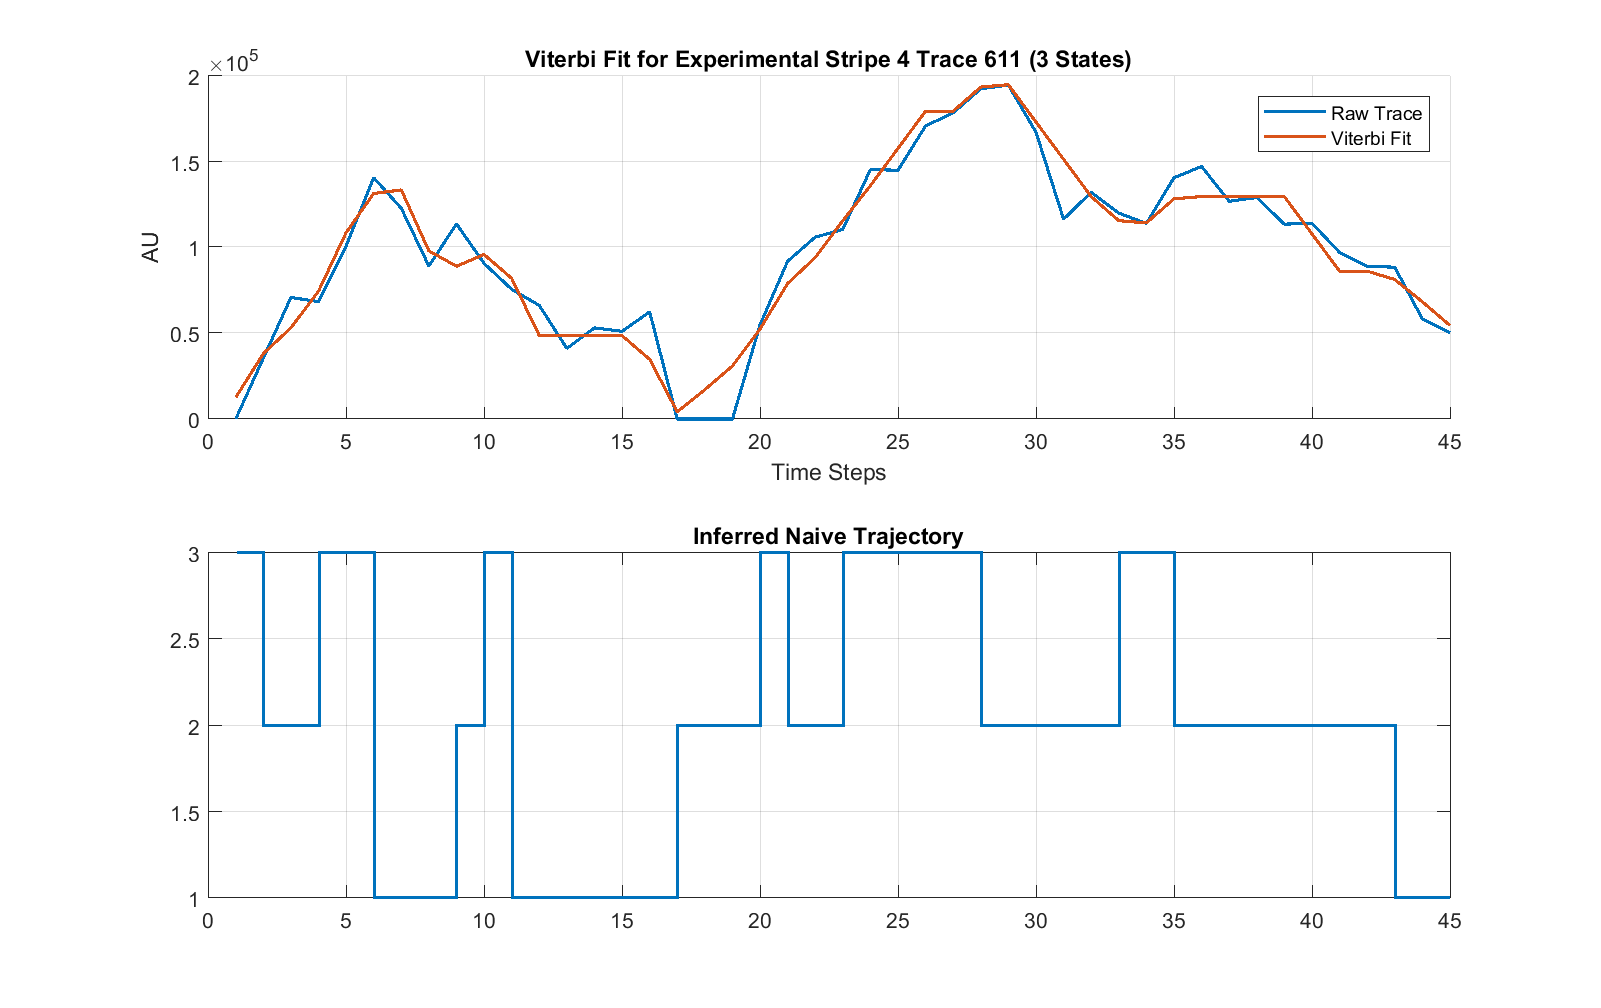 Viterbi Fit for Experimental Stripe 4 Trace 611 (3 States)
×10⁵
2
1.5
1
0.5
0
AU
Raw Trace
Viterbi Fit
0 5 10 15 20 25 30 35 40 45
Time Steps
Inferred Naive Trajectory
3
2.5
2
1.5
1
0 5 10 15 20 25 30 35 40 45